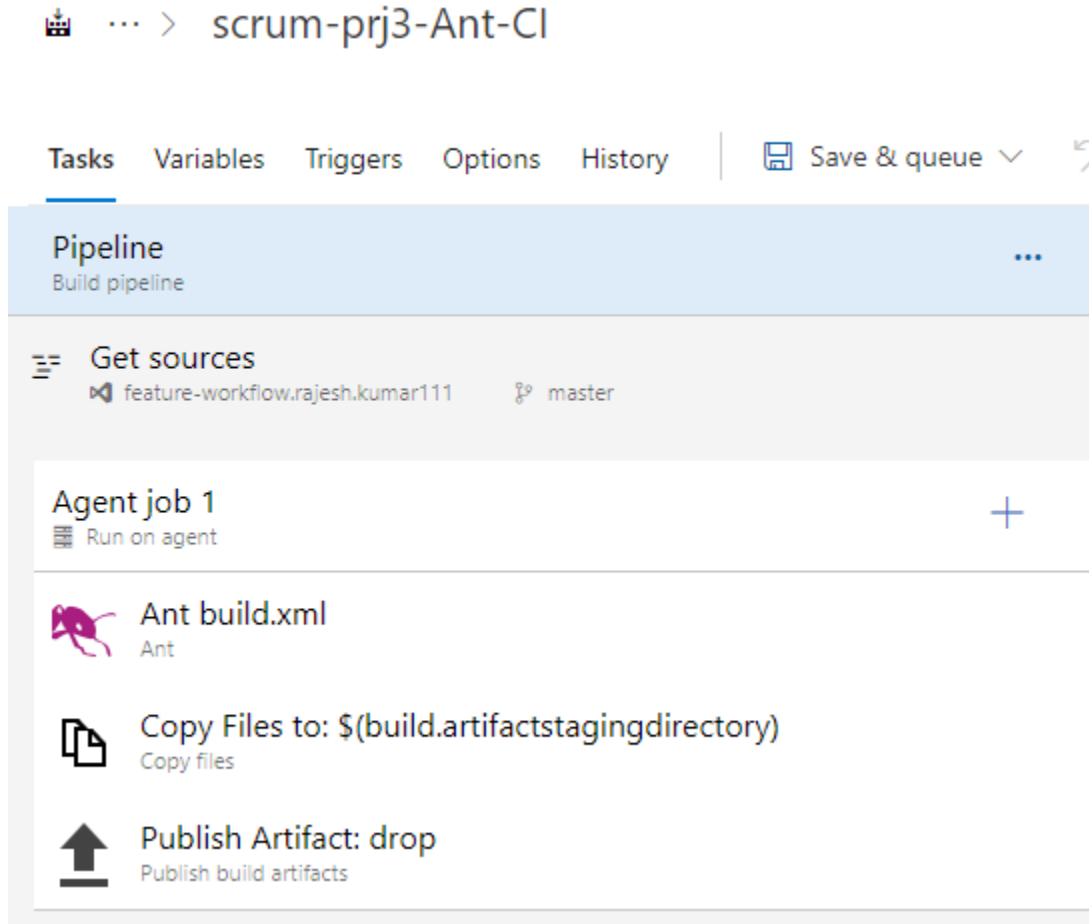 ... > scrum-prj3-Ant-CI
Tasks Variables Triggers Options History Save & queue
Pipeline
Build pipeline
Get sources
feature-workflow.rajesh.kumar111 master
Agent job 1
Run on agent
Ant build.xml
Ant
Copy Files to: $(build.artifactstagingdirectory)
Copy files
Publish Artifact: drop
Publish build artifacts